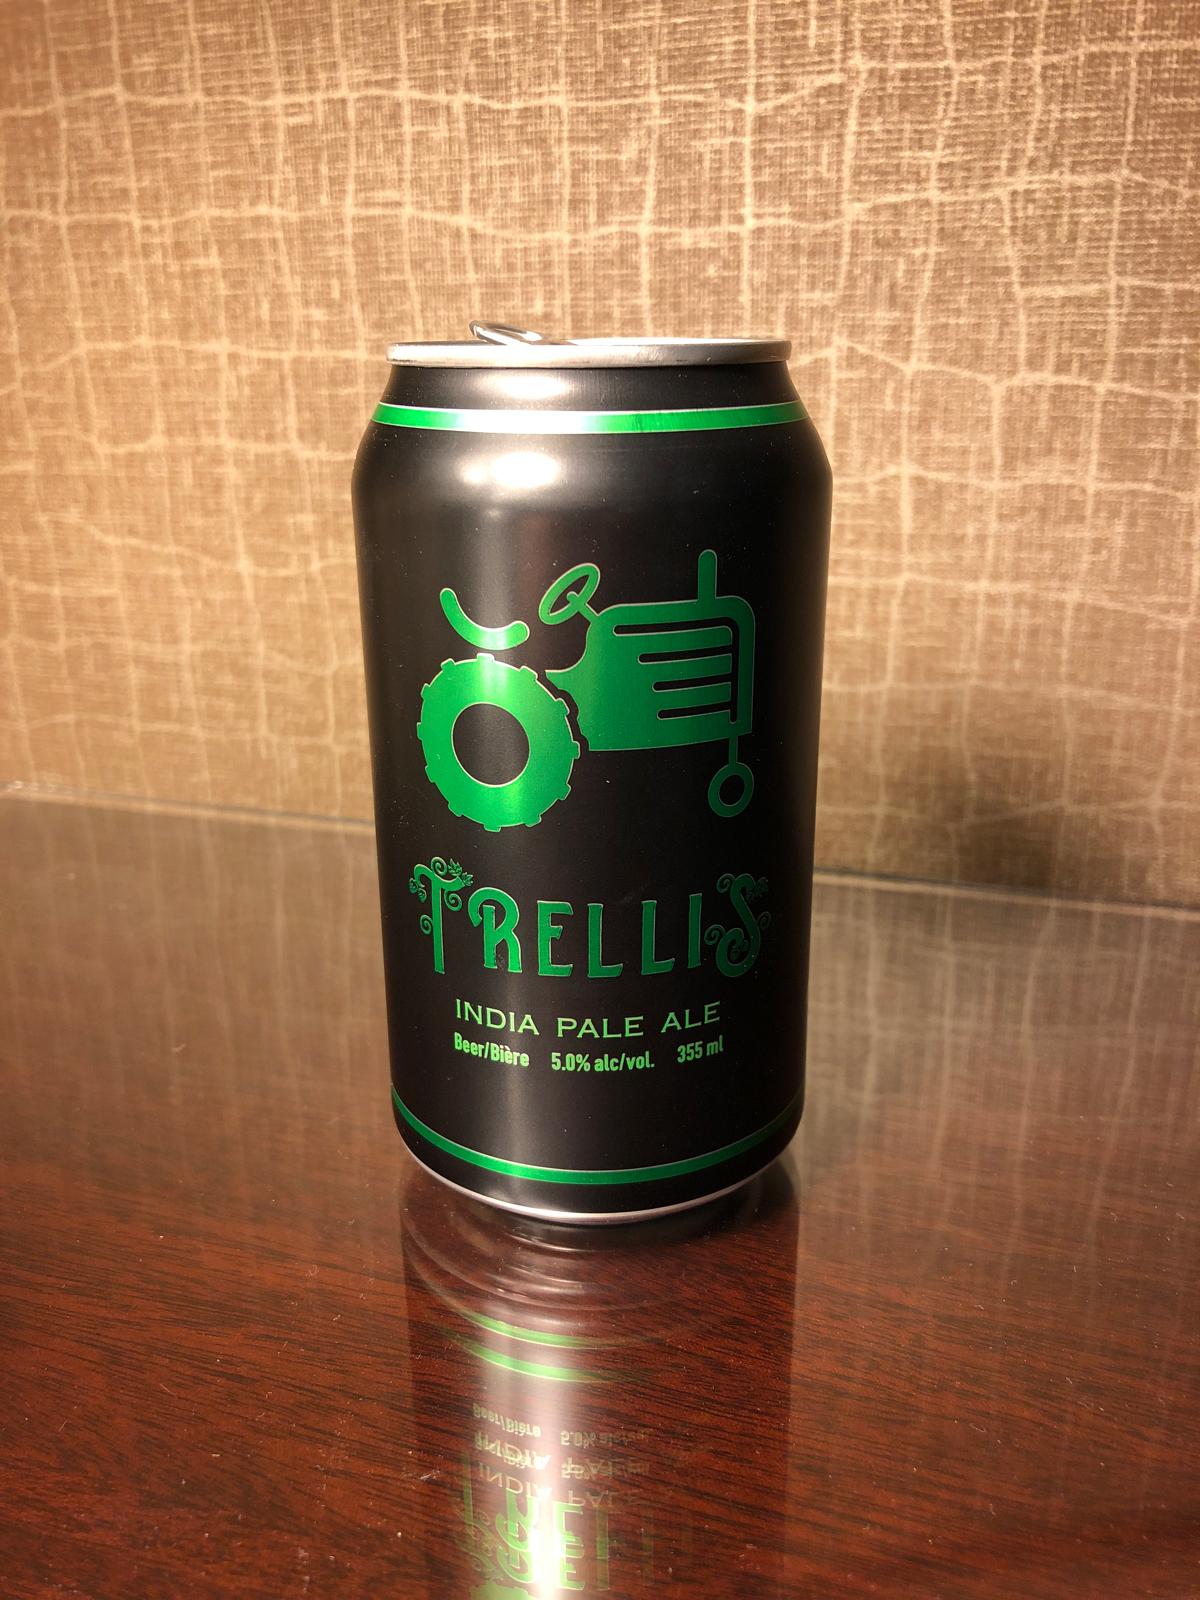 TRELLIS
INDIA PALE ALE
Beer/Bière 5.0% alc/vol. 355 ml